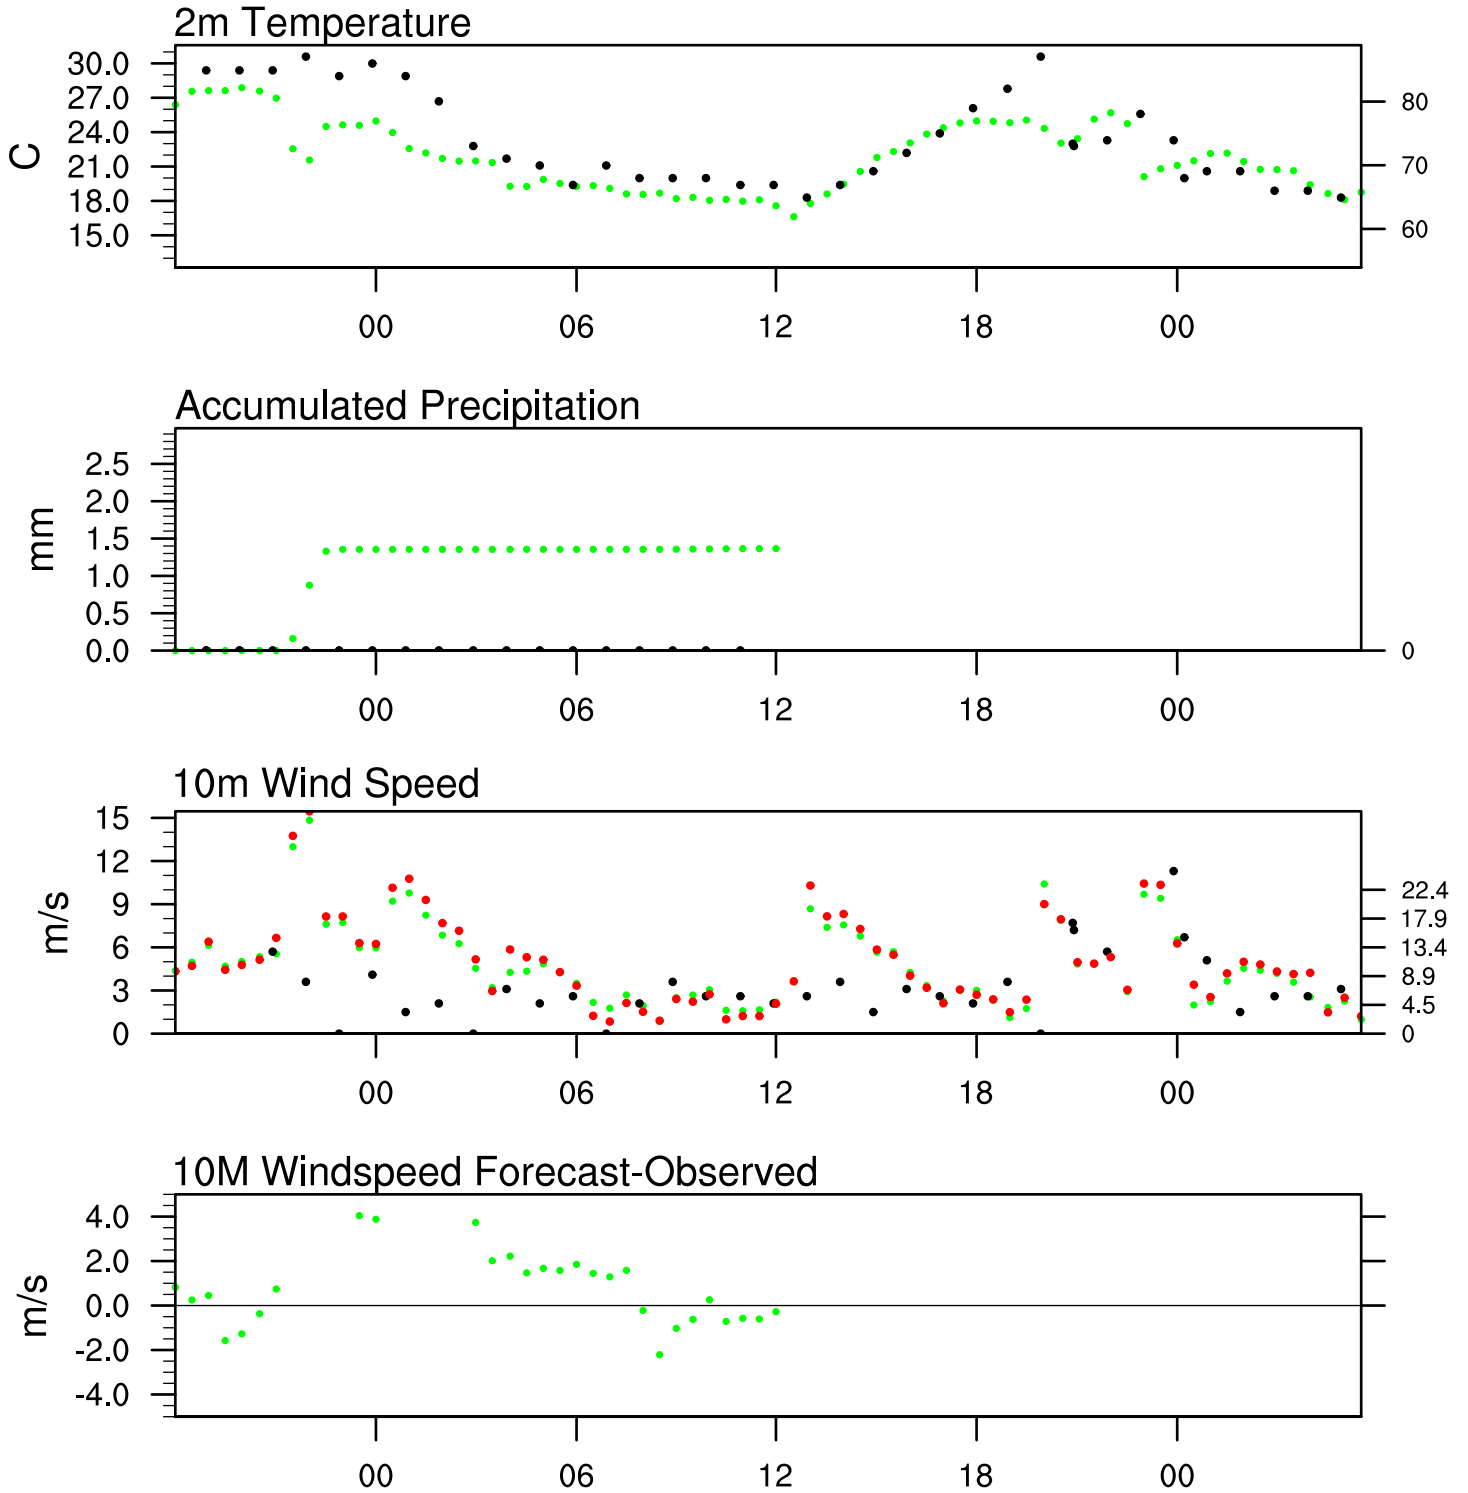 2m Temperature
30.0
27.0
24.0
21.0
18.0
15.0
C
80
70
60
00 06 12 18 00
Accumulated Precipitation
2.5
2.0
1.5
1.0
0.5
0.0
mm
0
00 06 12 18 00
10m Wind Speed
15
12
9
6
3
0
m/s
22.4
17.9
13.4
8.9
4.5
0
00 06 12 18 00
10M Windspeed Forecast-Observed
4.0
2.0
0.0
-2.0
-4.0
m/s
00 06 12 18 00